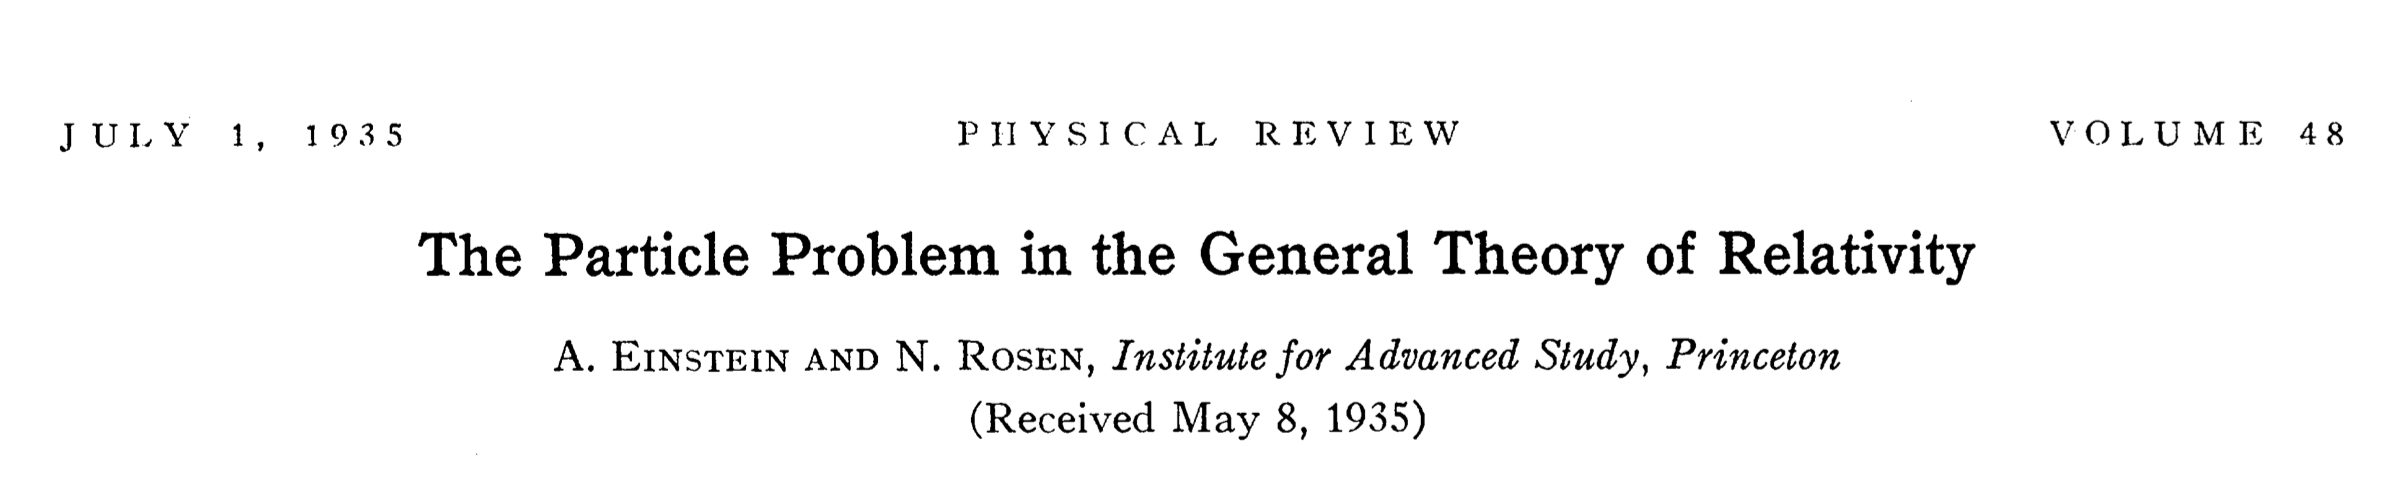 JULY 1, 1935 PHYSICAL REVIEW VOLUME 48
The Particle Problem in the General Theory of Relativity
A. EINSTEIN AND N. ROSEN, Institute for Advanced Study, Princeton
(Received May 8, 1935)